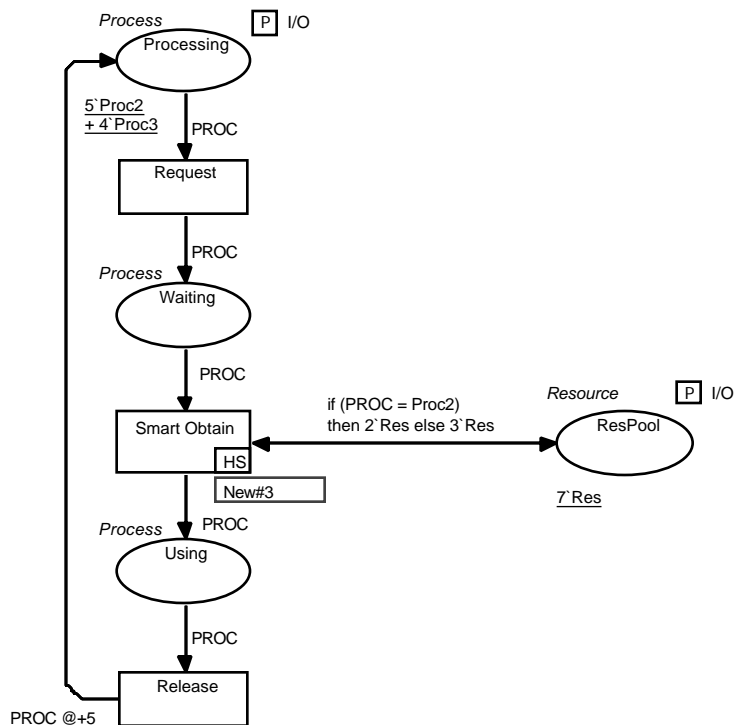 Process
P I/O
Processing
5`Proc2
+ 4`Proc3
PROC
Request
PROC
Process
Waiting
PROC
Smart Obtain
HS
New#3
if (PROC = Proc2)
then 2`Res else 3`Res
Resource
P I/O
ResPool
7`Res
PROC
Process
Using
PROC
Release
PROC @+5